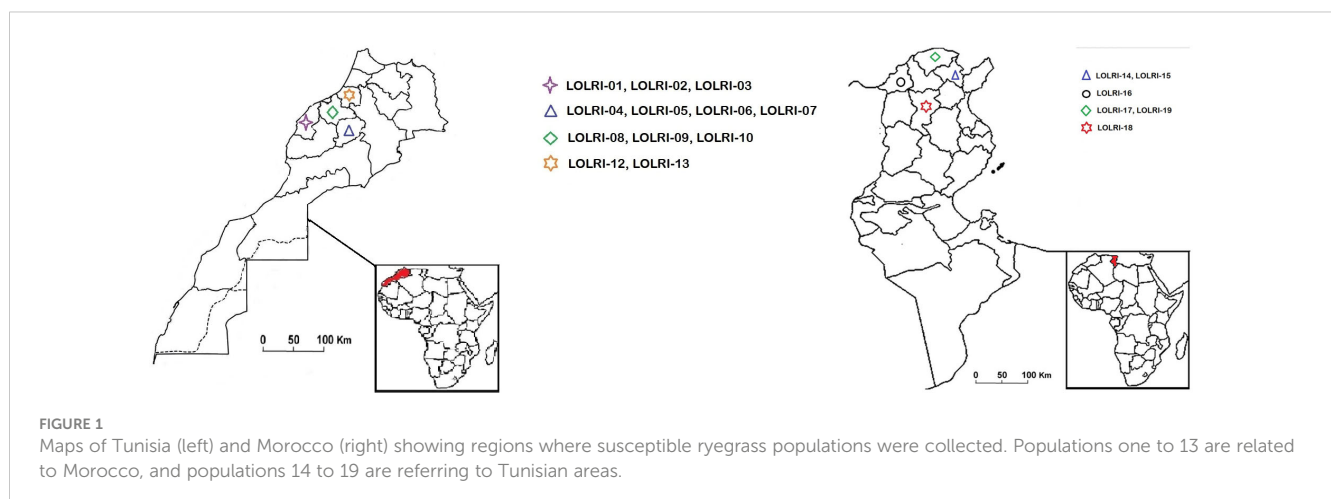 LOLRI-01, LOLRI-02, LOLRI-03
LOLRI-04, LOLRI-05, LOLRI-06, LOLRI-07
LOLRI-08, LOLRI-09, LOLRI-10
LOLRI-12, LOLRI-13
0 50 100 Km
LOLRI-14, LOLRI-15
LOLRI-16
LOLRI-17, LOLRI-19
LOLRI-18
0 50 100 Km
FIGURE 1
Maps of Tunisia (left) and Morocco (right) showing regions where susceptible ryegrass populations were collected. Populations one to 13 are related
to Morocco, and populations 14 to 19 are referring to Tunisian areas.